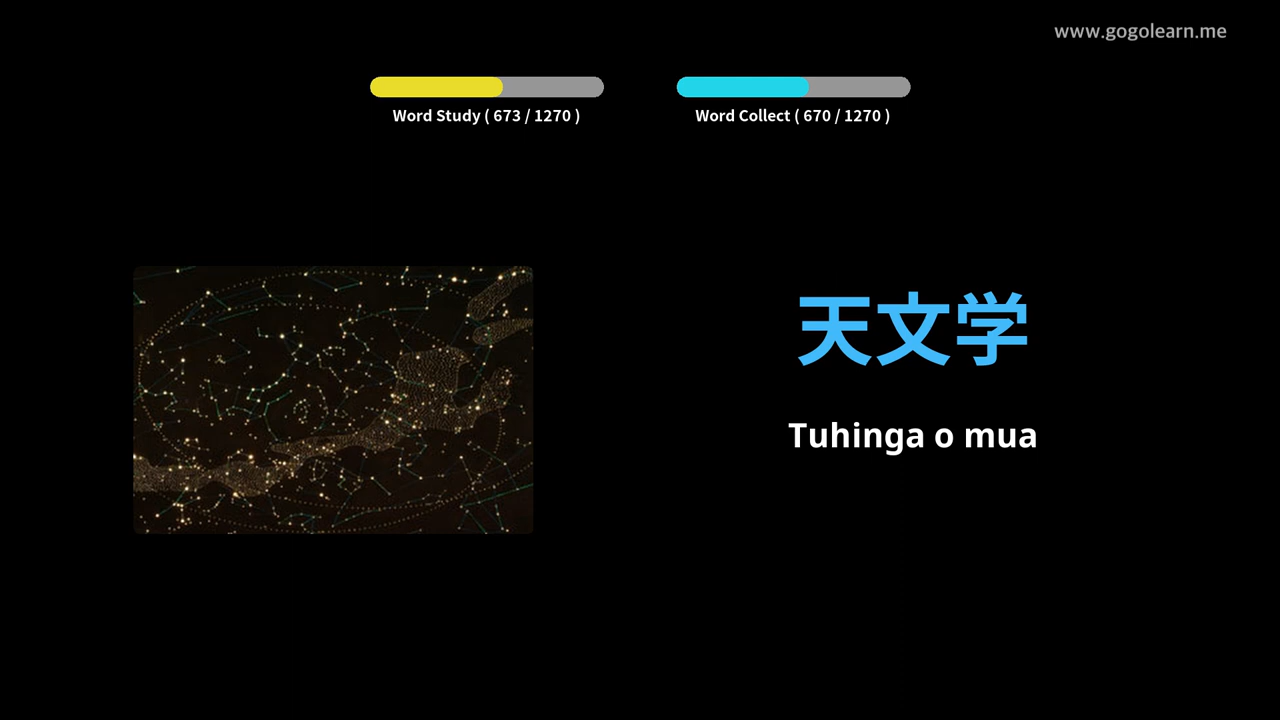 www.gogolearn.me
Word Study ( 673 / 1270 )
Word Collect ( 670 / 1270 )
天文学
Tuhinga o mua